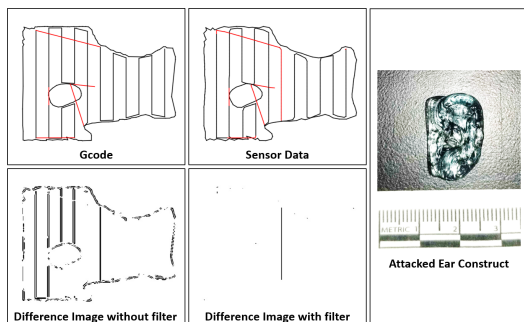 Gcode
Sensor Data
Difference Image without filter
Difference Image with filter
METRIC 1 2 3
Attacked Ear Construct